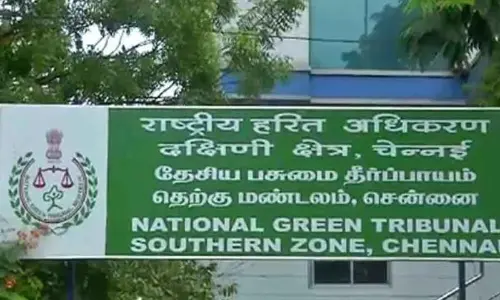 राष्ट्रीय हरित अधिकरण
दक्षिणी क्षेत्र, चेन्नई
தேசிய பசுமை தீர்ப்பாயம்
தெற்கு மண்டலம், சென்னை
NATIONAL GREEN TRIBUNAL
SOUTHERN ZONE, CHENNAI